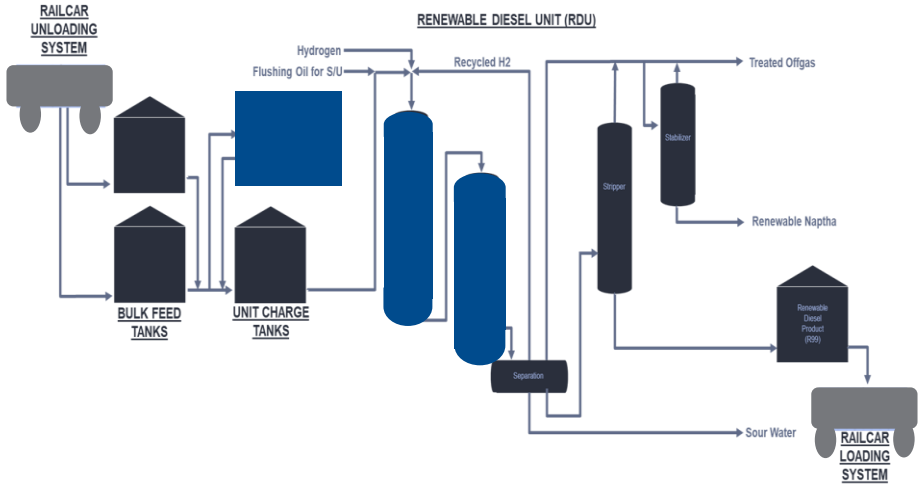 RAILCAR
UNLOADING
SYSTEM
RENEWABLE DIESEL UNIT (RDU)
Hydrogen
Flushing Oil for S/U
Recycled H2
Treated Offgas
Stabilizer
Stripper
Renewable Naptha
BULK FEED
TANKS
UNIT CHARGE
TANKS
Renewable
Diesel
Product
(R99)
Separation
Sour Water
RAILCAR
LOADING
SYSTEM